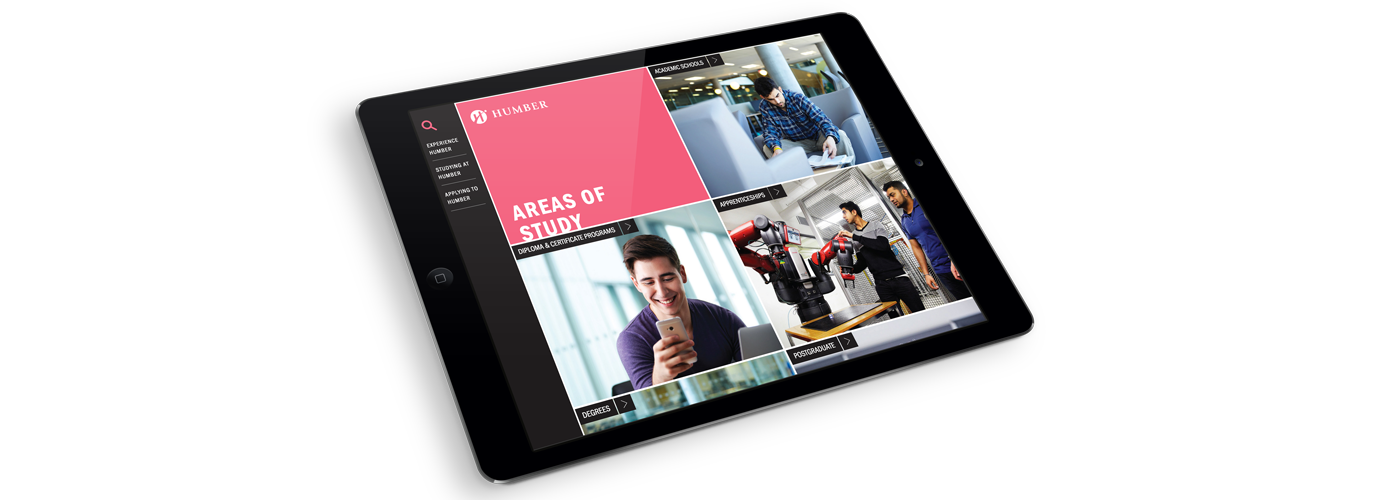 EXPERIENCE
HUMBER
STUDYING AT
HUMBER
APPLYING TO
HUMBER
HUMBER
AREAS OF
STUDY
ACADEMIC SCHOOLS
DIPLOMA & CERTIFICATE PROGRAMS
APPRENTICESHIPS
DEGREES
POSTGRADUATE